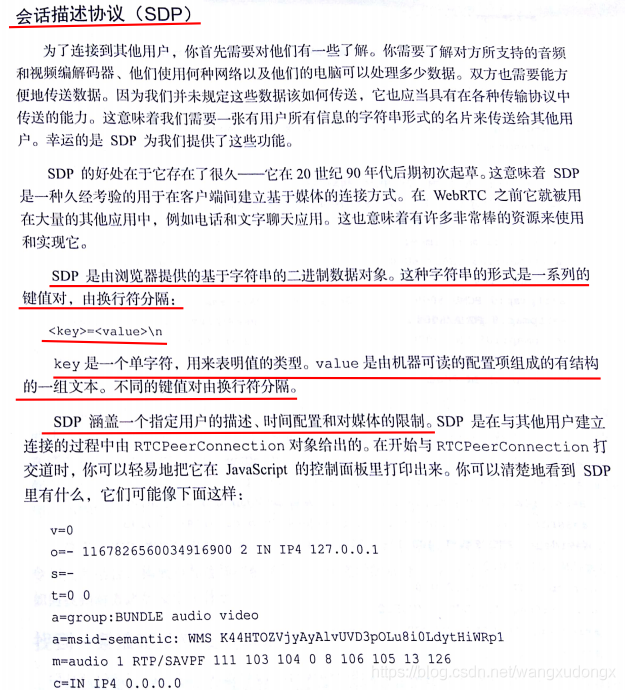 会话描述协议（SDP）
为了连接到其他用户，你首先需要对他们有一些了解。你需要了解对方所支持的音频
和视频编解码器、他们使用何种网络以及他们的电脑可以处理多少数据。双方也需要能方
便地传送数据。因为我们并未规定这些数据该如何传送，它也应当具有在各种传输协议中
传送的能力。这意味着我们需要一张有用户所有信息的字符串形式的名片来传送给其他用
户。幸运的是 SDP 为我们提供了这些功能。
SDP 的好处在于它存在了很久——它在 20 世纪 90 年代后期初次起草。这意味着 SDP
是一种久经考验的用于在客户端间建立基于媒体的连接方式。在 WebRTC 之前它就被用
在大量的其他应用中，例如电话和文字聊天应用。这也意味着有许多非常棒的资源来使用
和实现它。
SDP 是由浏览器提供的基于字符串的二进制数据对象。这种字符串的形式是一系列的
键值对，由换行符分隔：
<key>=<value>\n
key 是一个单字符，用来表明值的类型。value 是由机器可读的配置项组成的有结构
的一组文本。不同的键值对由换行符分隔。
SDP 涵盖一个指定用户的描述、时间配置和对媒体的限制。SDP 是在与其他用户建立
连接的过程中由 RTCPeerConnection 对象给出的。在开始与 RTCPeerConnection 打
交道时，你可以轻易地把它在 JavaScript 的控制面板里打印出来。你可以清楚地看到 SDP
里有什么，它们可能像下面这样：
v=0
o=- 1167826560034916900 2 IN IP4 127.0.0.1
s=-
t=0 0
a=group:BUNDLE audio video
a=msid-semantic: WMS K44HTOZVjyAyAlvUVD3pOLu8i0LdytHiWRp1
m=audio 1 RTP/SAVPF 111 103 104 0 8 106 105 13 126
c=IN IP4 0.0.0.0
https://blog.csdn.net/wangxudongx